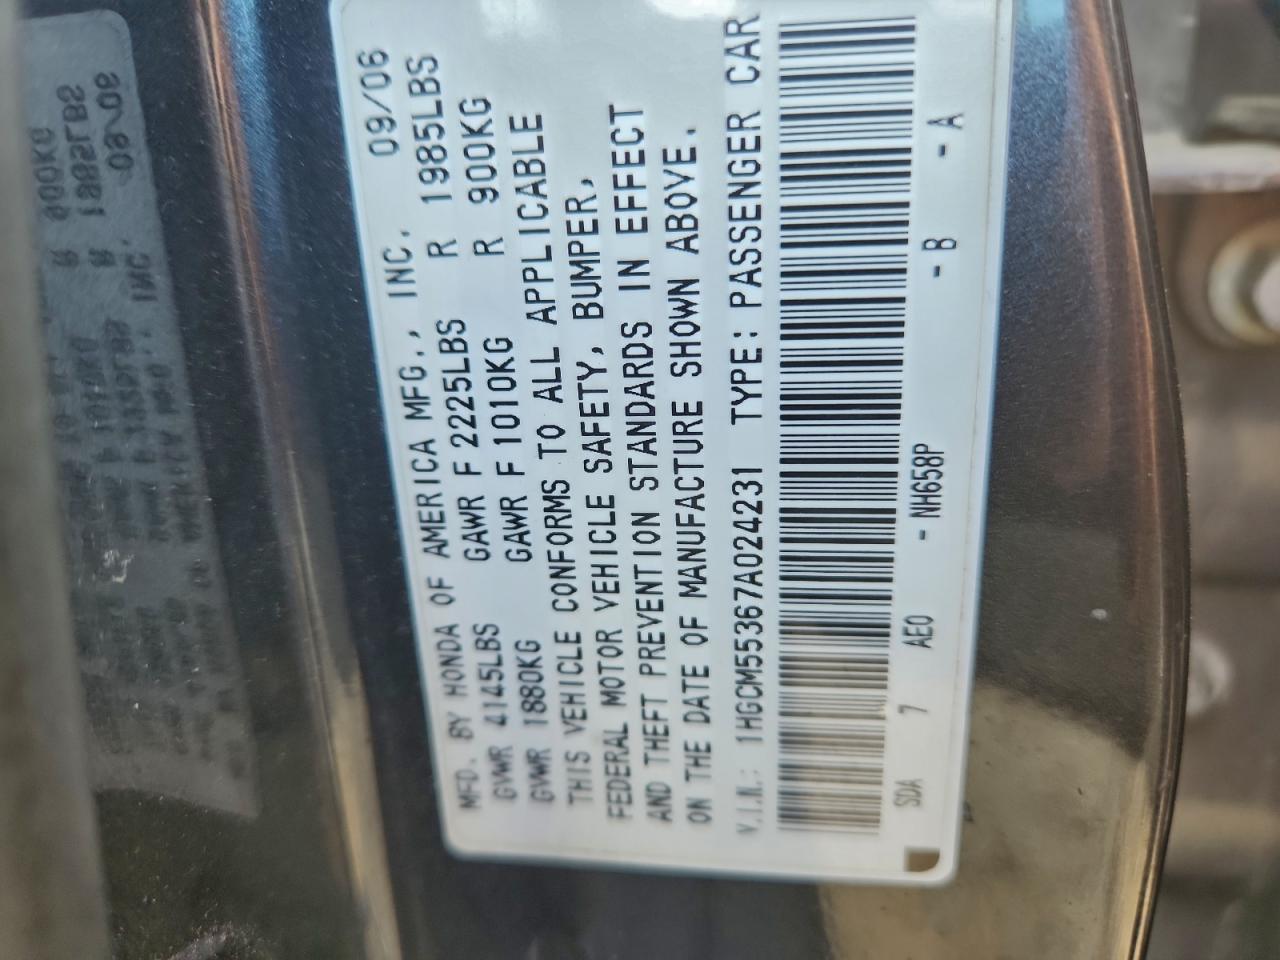 MFD. BY HONDA OF AMERICA MFG., INC. 09/06
GVWR 4145LBS GAWR F 2225LBS R 1985LBS
GVWR 1880KG GAWR F 1010KG R 900KG
THIS VEHICLE CONFORMS TO ALL APPLICABLE
FEDERAL MOTOR VEHICLE SAFETY, BUMPER,
AND THEFT PREVENTION STANDARDS IN EFFECT
ON THE DATE OF MANUFACTURE SHOWN ABOVE.
V.I.N.: 1HGCM55367A024231 TYPE: PASSENGER CAR
SDA 7 AEO - NH658P - B - A